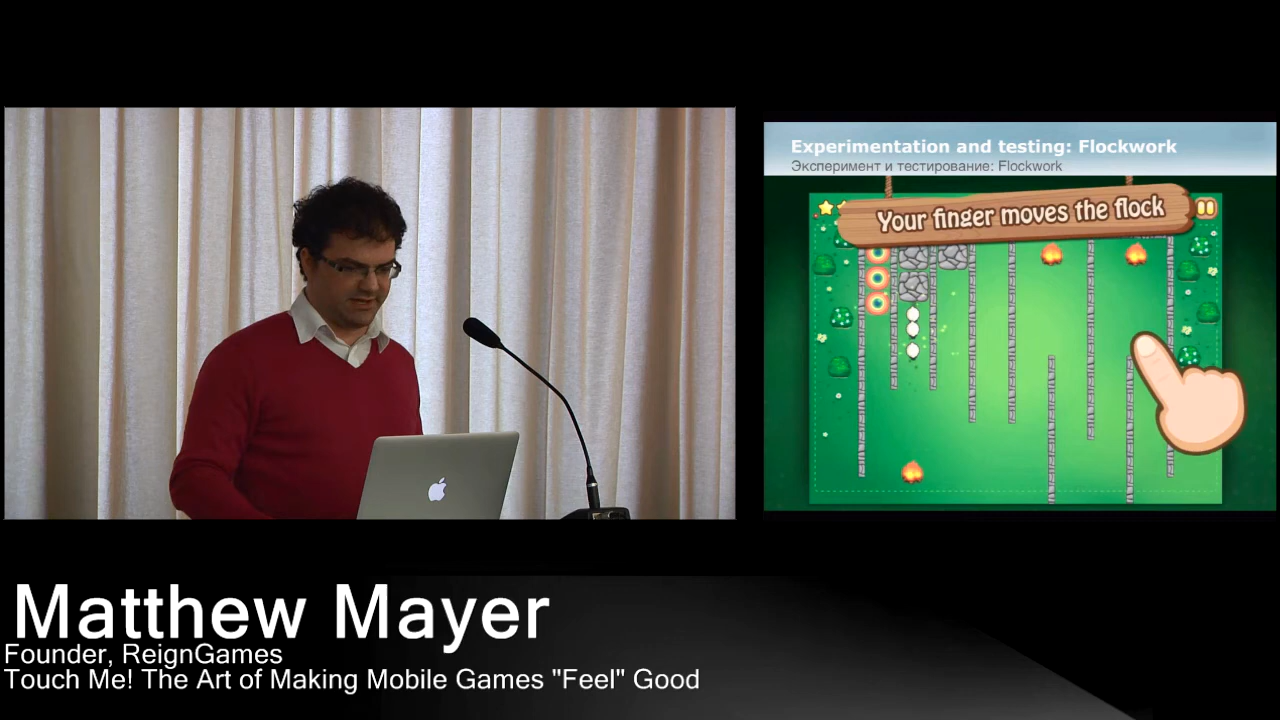 Experimentation and testing: Flockwork
Эксперимент и тестирование: Flockwork
Your finger moves the flock
Matthew Mayer
Founder, ReignGames
Touch Me! The Art of Making Mobile Games "Feel" Good